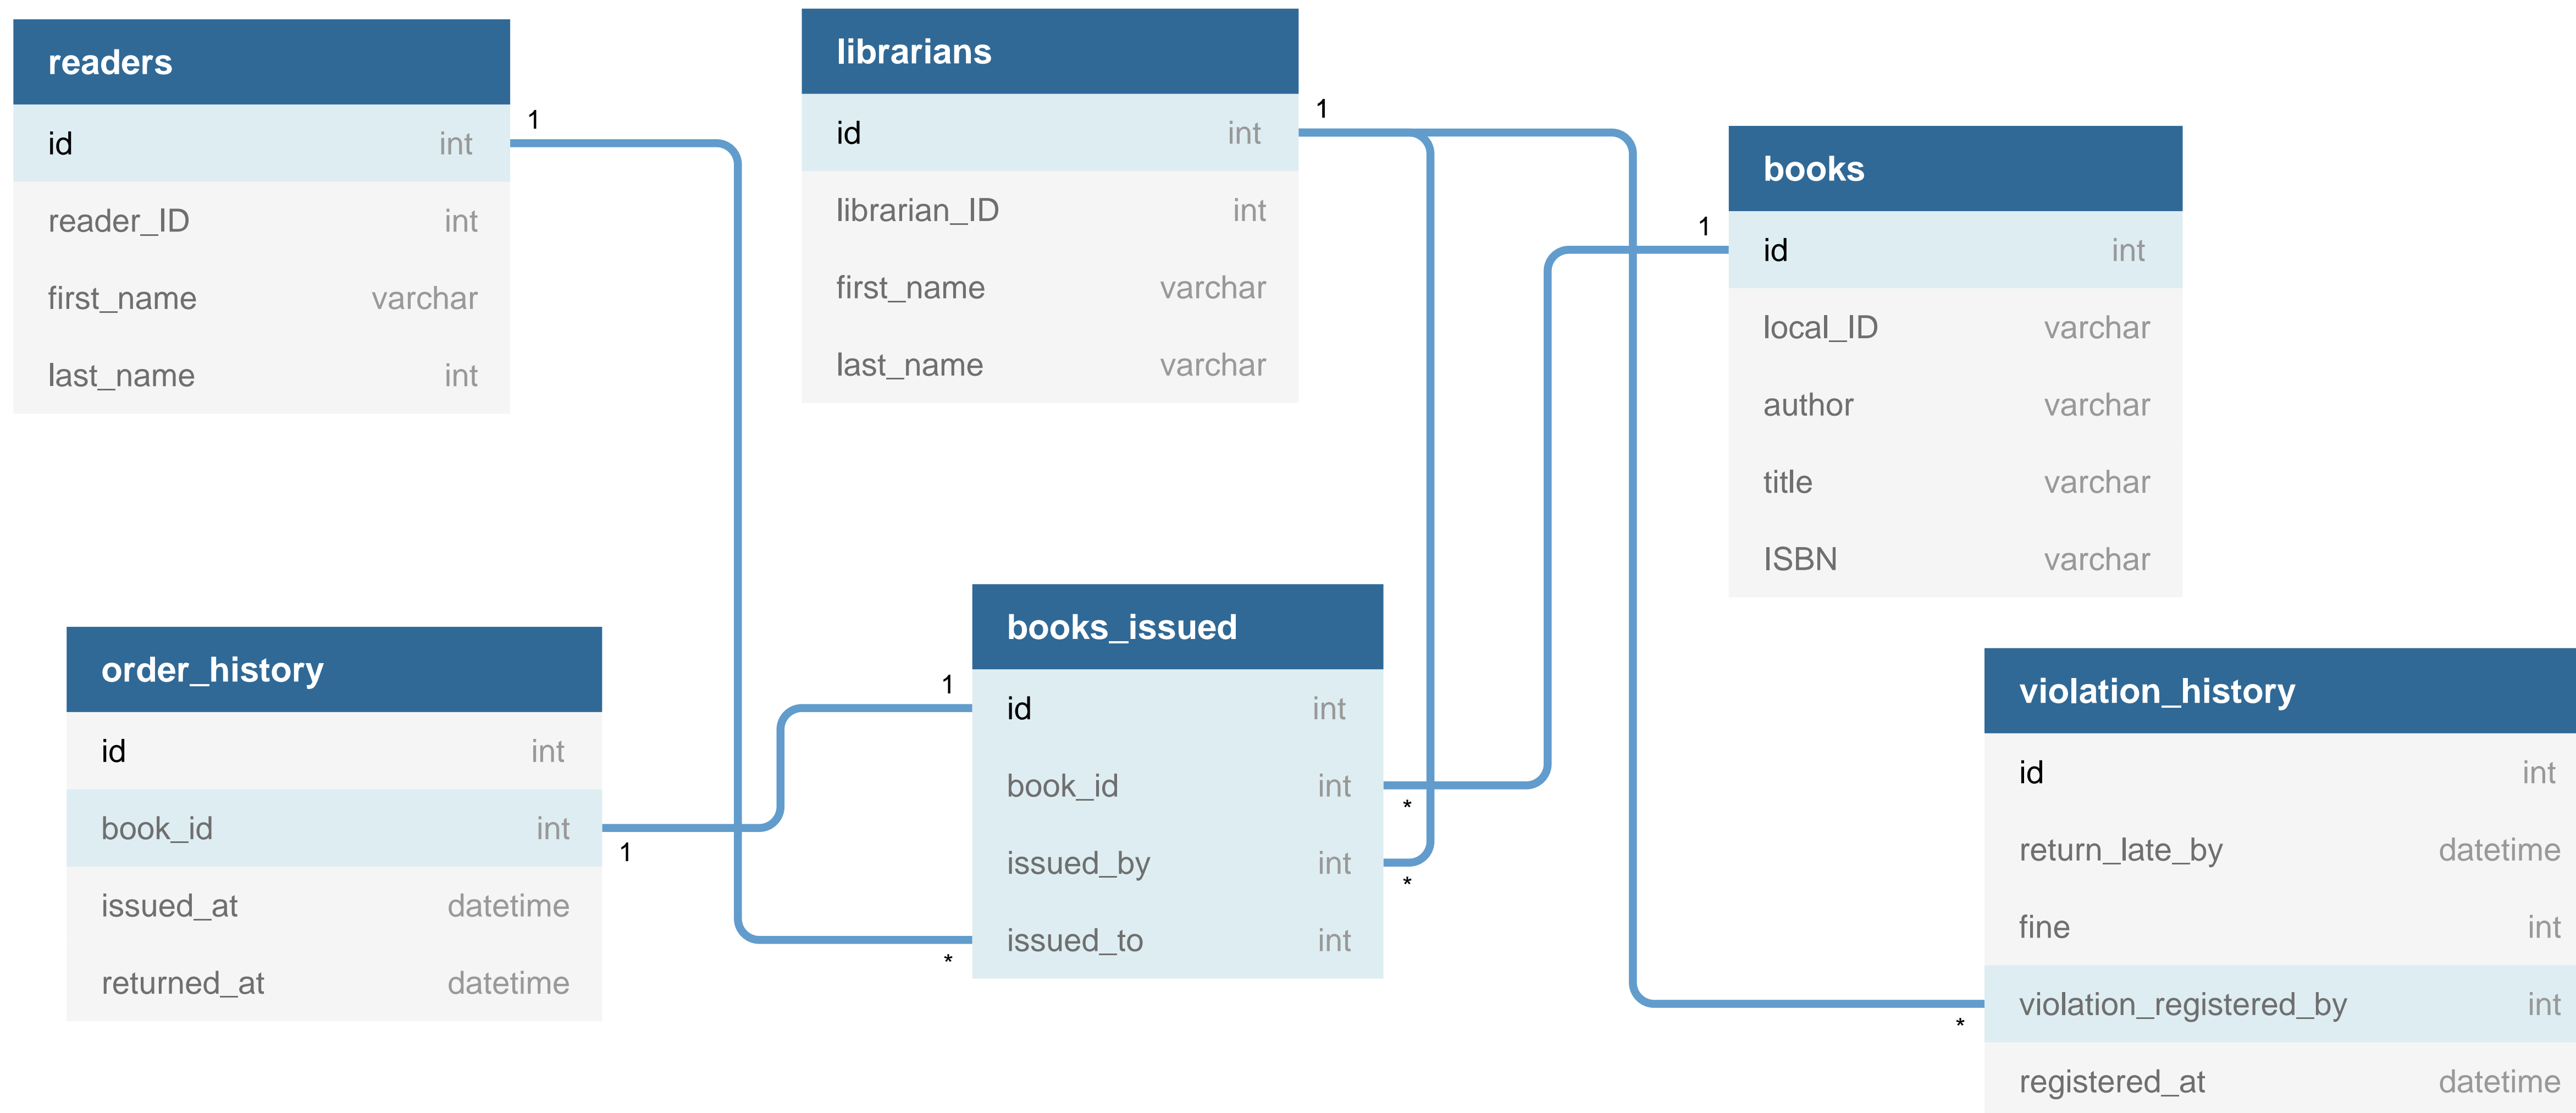 readers
id int
reader_ID int
first_name varchar
last_name int
1
librarians
id int
librarian_ID int
first_name varchar
last_name varchar
1
books
id int
local_ID varchar
author varchar
title varchar
ISBN varchar
1
order_history
id int
book_id int
issued_at datetime
returned_at datetime
1
books_issued
id int
book_id int
issued_by int
issued_to int
1
*
*
*
violation_history
id int
return_late_by datetime
fine int
violation_registered_by int
registered_at datetime
*